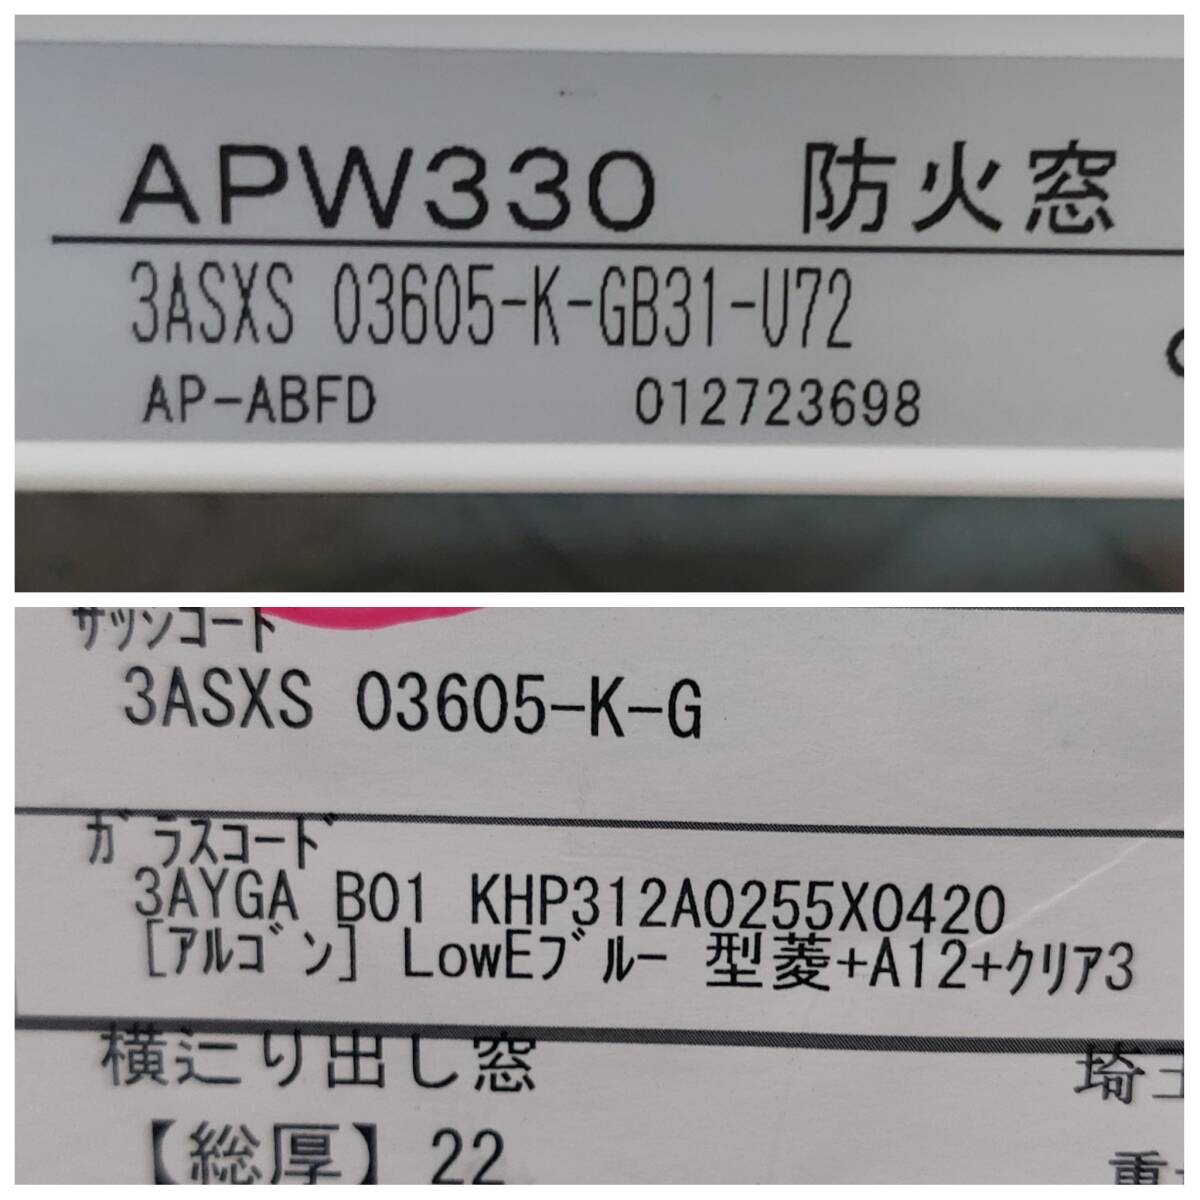 APW330 防火窓
3ASXS 03605-K-GB31-U72
AP-ABFD 012723698
サッシコード
3ASXS 03605-K-G
ガラスコード
3AYGA B01 KHP312A0255X0420
[アルゴン] LowEブルー 型菱+A12+クリア3
横辷り出し窓
埼玉
【総厚】 22